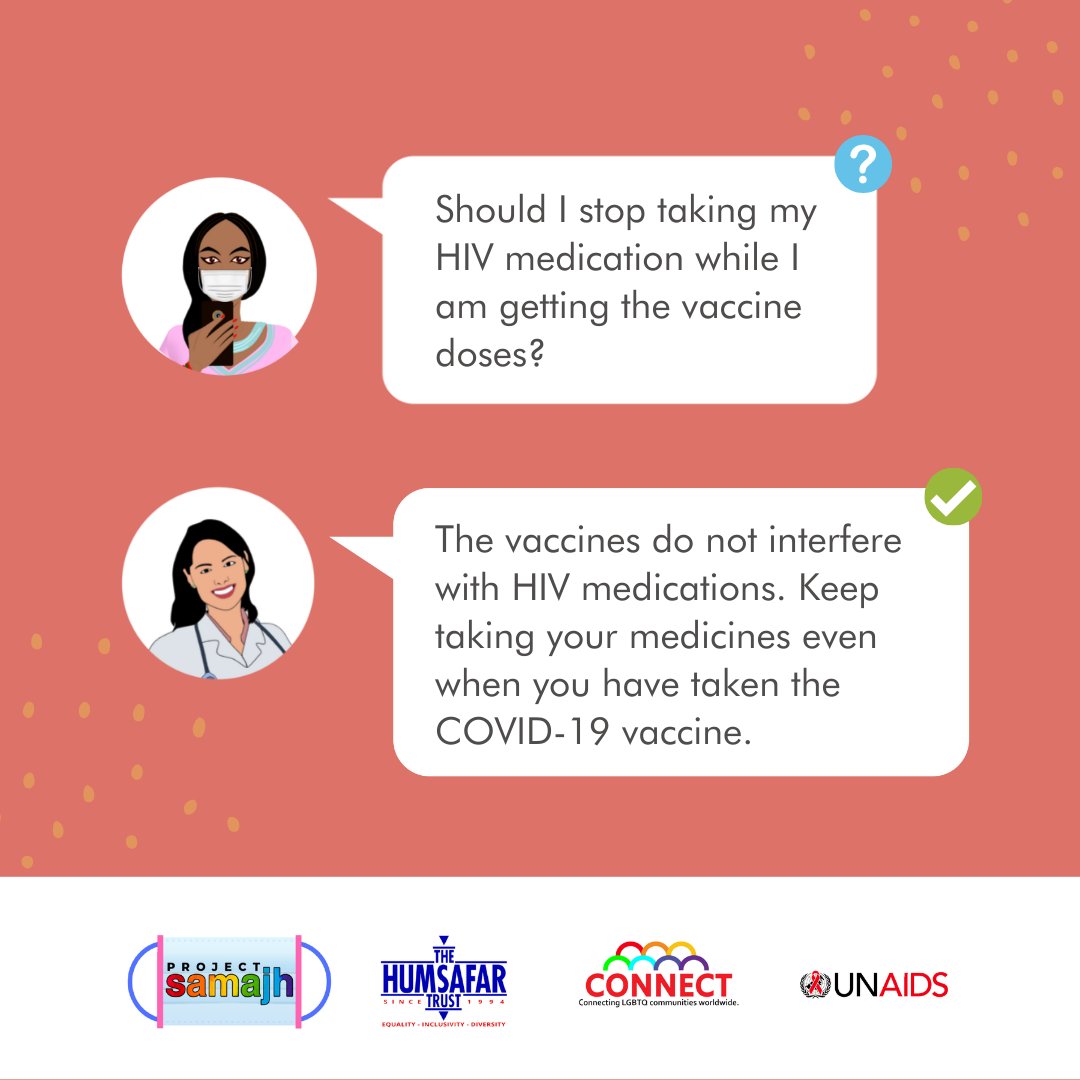 ?
Should I stop taking my
HIV medication while I
am getting the vaccine
doses?
The vaccines do not interfere
with HIV medications. Keep
taking your medicines even
when you have taken the
COVID-19 vaccine.
PROJECT
samajh
THE
HUMSAFAR
TRUST
SINCE 1994
EQUALITY - INCLUSIVITY - DIVERSITY
CONNECT
Connecting LGBTQ communities worldwide.
UNAIDS